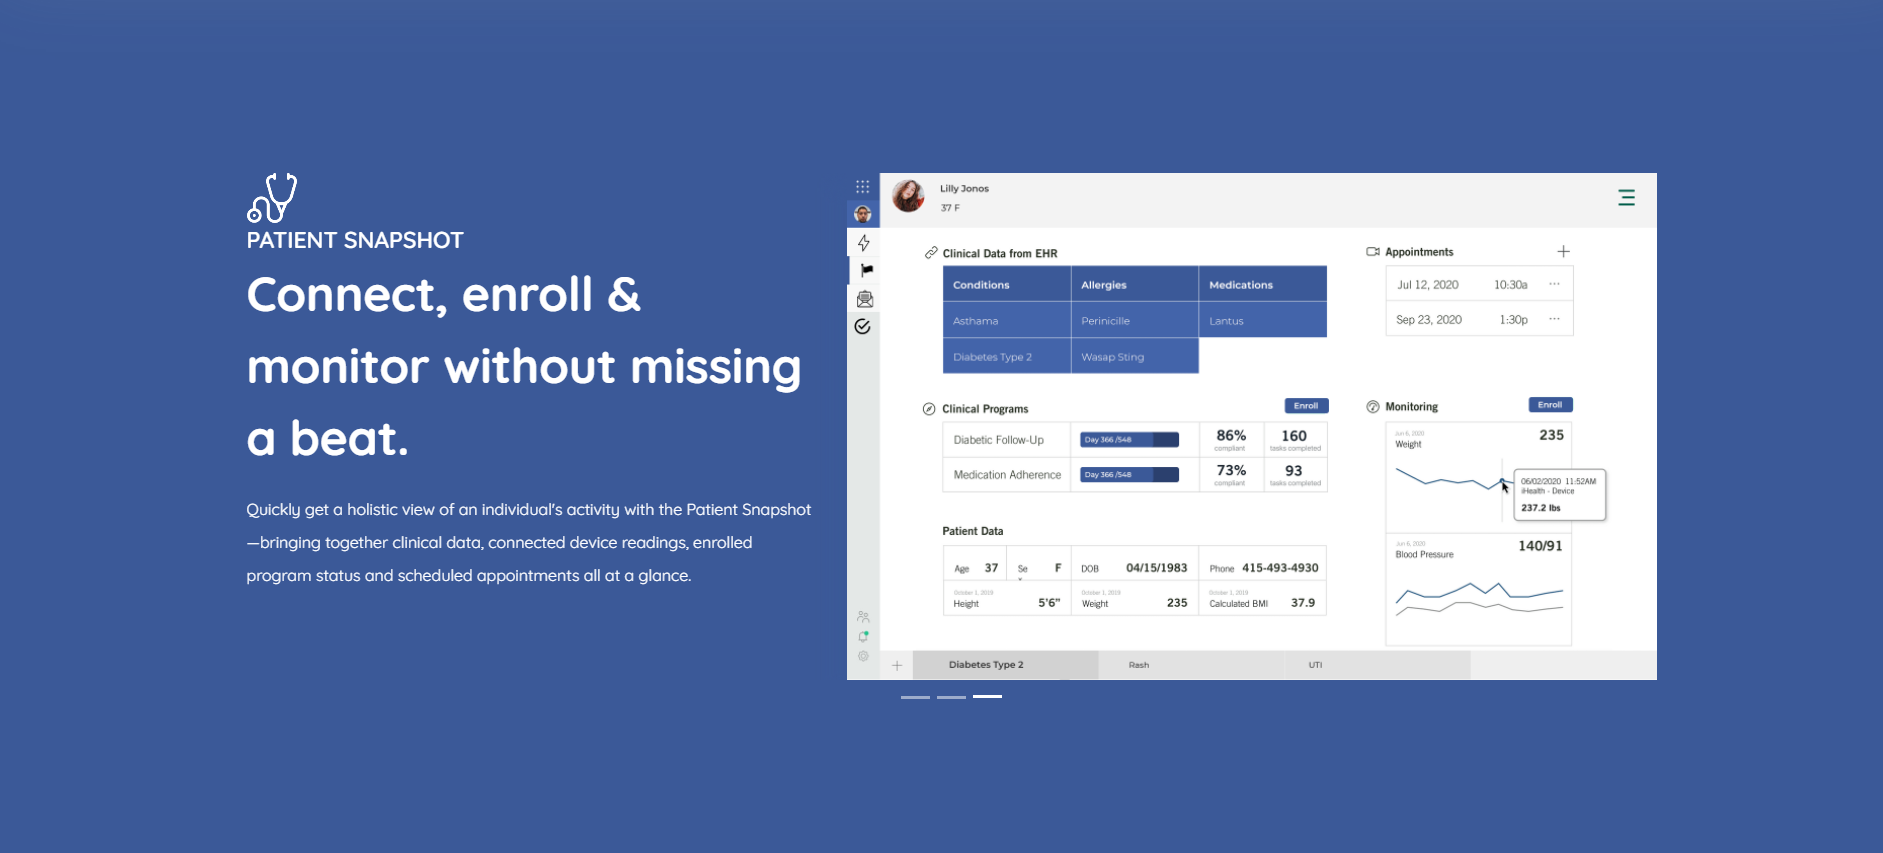 PATIENT SNAPSHOT
Connect, enroll &
monitor without missing
a beat.
Quickly get a holistic view of an individual's activity with the Patient Snapshot
—bringing together clinical data, connected device readings, enrolled
program status and scheduled appointments all at a glance.
Lilly Jonos
37 F
Clinical Data from EHR
Conditions Allergies Medications
Asthama Perinicille Lantus
Diabetes Type 2 Wasap Sting
Appointments
Jul 12, 2020 10:30a
Sep 23, 2020 1:30p
Clinical Programs Enroll
Diabetic Follow-Up Day 366 /548 86% compliant 160 tasks completed
Medication Adherence Day 366 /548 73% compliant 93 tasks completed
Patient Data
Age 37 Se F DOB 04/15/1983 Phone 415-493-4930
October 1, 2019 October 1, 2019 October 1, 2019
Height 5'6" Weight 235 Calculated BMI 37.9
Monitoring Enroll
Jun 6, 2020
Weight 235
06/02/2020 11:52AM
iHealth - Device
237.2 lbs
Jun 6, 2020
Blood Pressure 140/91
Diabetes Type 2 Rash UTI